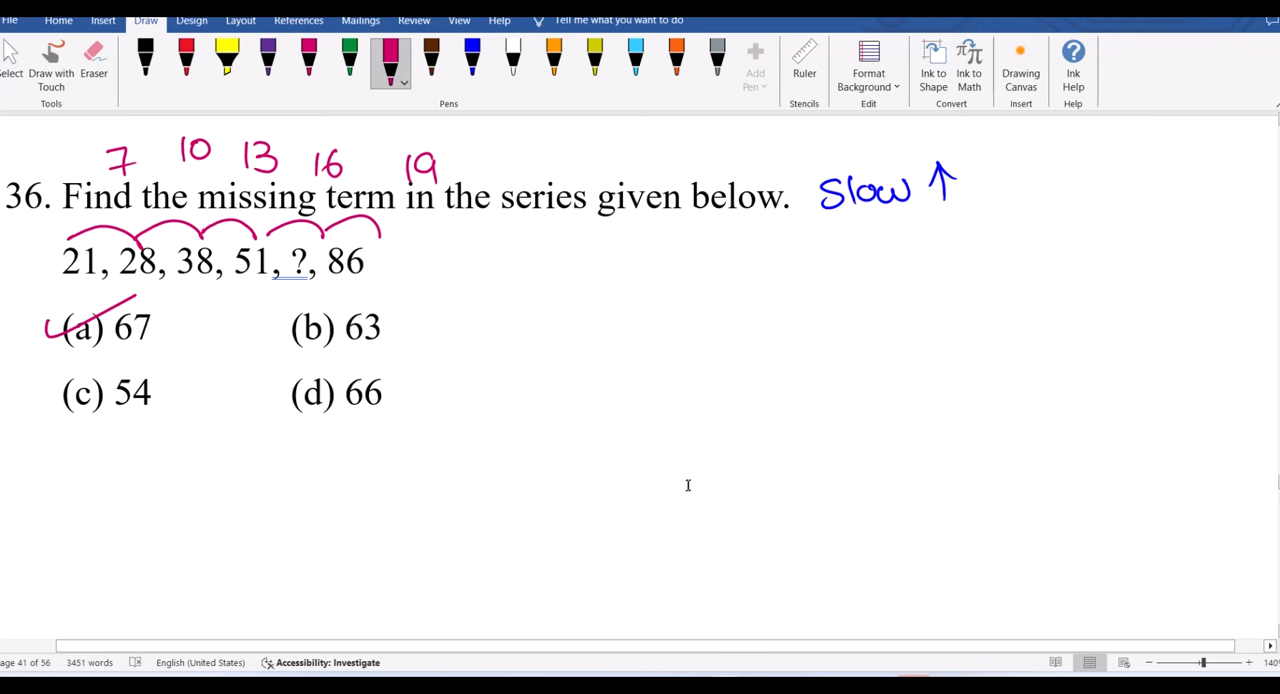 File Home Insert Draw Design Layout References Mailings Review View Help Tell me what you want to do
Select Draw with Touch Eraser Add Pen Ruler Format Background Ink to Shape Ink to Math Drawing Canvas Ink Help
Tools Pens Stencils Edit Convert Insert Help
7 10 13 16 19
36. Find the missing term in the series given below. Slow ↑
21, 28, 38, 51, ?, 86
(a) 67 (b) 63
(c) 54 (d) 66
age 41 of 56 3451 words English (United States) Accessibility: Investigate 140%